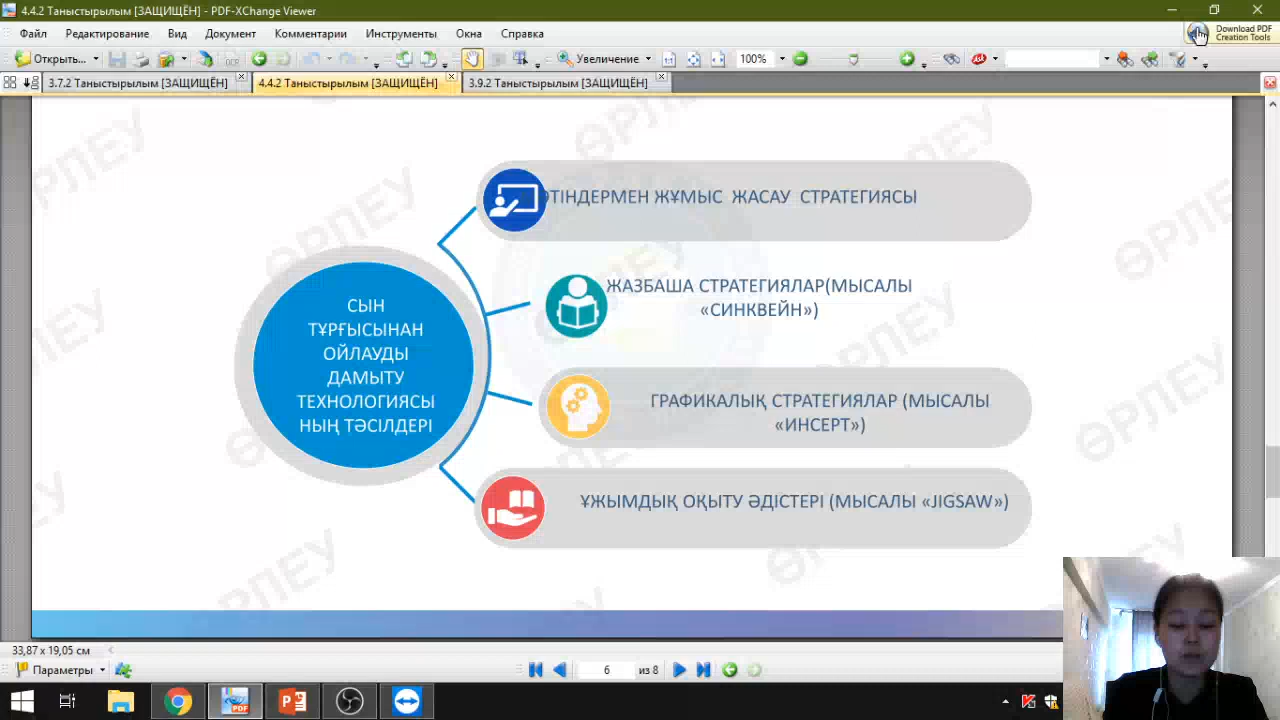 4.4.2 Таныстырылым [ЗАЩИЩЁН] - PDF-XChange Viewer
Файл Редактирование Вид Документ Комментарии Инструменты Окна Справка
Download PDF
Creation Tools
Открыть... Увеличение 100%
3.7.2 Таныстырылым [ЗАЩИЩЁН] 4.4.2 Таныстырылым [ЗАЩИЩЁН] 3.9.2 Таныстырылым [ЗАЩИЩЁН]
ӘТІНДЕРМЕН ЖҰМЫС ЖАСАУ СТРАТЕГИЯСЫ
ЖАЗБАША СТРАТЕГИЯЛАР(МЫСАЛЫ
«СИНКВЕЙН»)
ГРАФИКАЛЫҚ СТРАТЕГИЯЛАР (МЫСАЛЫ
«ИНСЕРТ»)
ҰЖЫМДЫҚ ОҚЫТУ ӘДІСТЕРІ (МЫСАЛЫ «JIGSAW»)
СЫН
ТҰРҒЫСЫНАН
ОЙЛАУДЫ
ДАМЫТУ
ТЕХНОЛОГИЯСЫ
НЫҢ ТӘСІЛДЕРІ
ӨРЛЕУ
33,87 x 19,05 см
Параметры 6 из 8